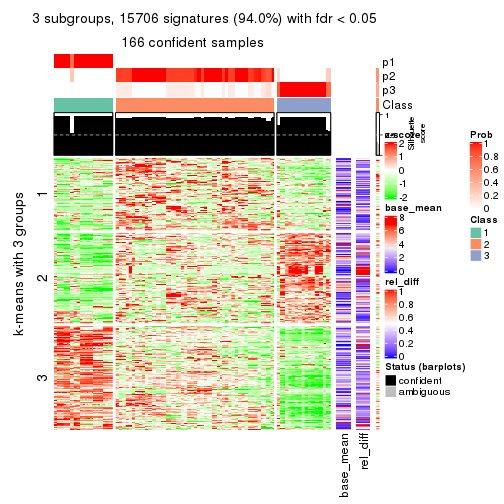 3 subgroups, 15706 signatures (94.0%) with fdr < 0.05
166 confident samples
p1
p2
p3
Class
1
Silhouette
score
k-means with 3 groups
1
2
3
base_mean
rel_diff
z-score
2
1
0
-1
-2
base_mean
8
6
4
2
0
rel_diff
1
0.8
0.6
0.4
0.2
0
Status (barplots)
confident
ambiguous
Prob
1
0.8
0.6
0.4
0.2
0
Class
1
2
3